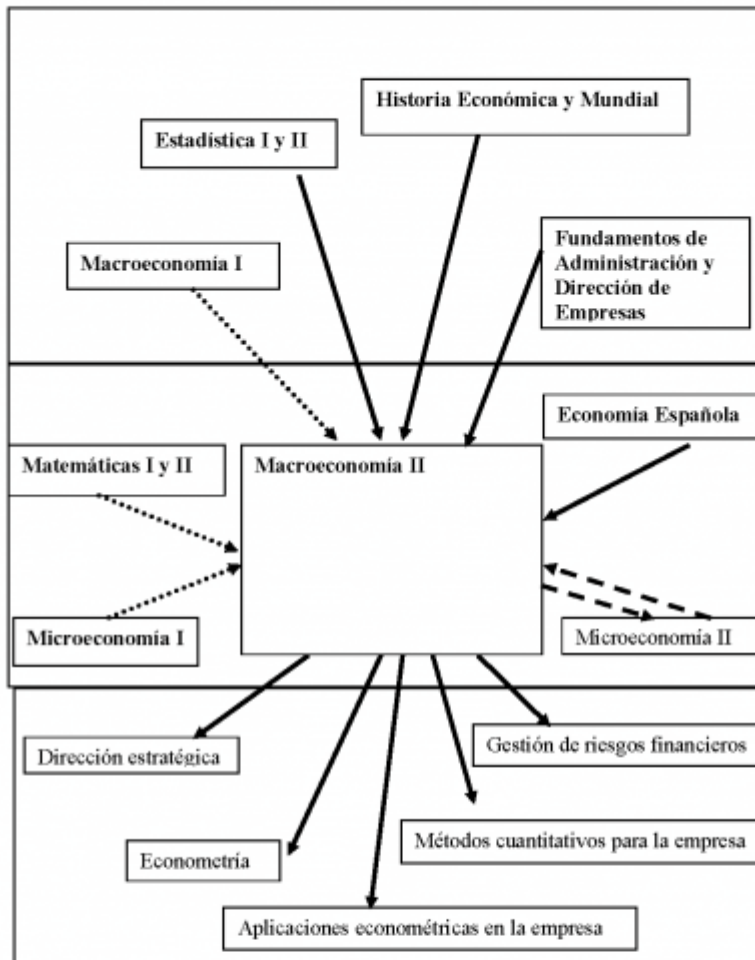 Historia Económica y Mundial
Estadística I y II
Fundamentos de
Administración y
Dirección de
Empresas
Macroeconomía I
Economía Española
Matemáticas I y II
Macroeconomía II
Microeconomía I
Microeconomía II
Dirección estratégica
Gestión de riesgos financieros
Econometría
Métodos cuantitativos para la empresa
Aplicaciones econométricas en la empresa